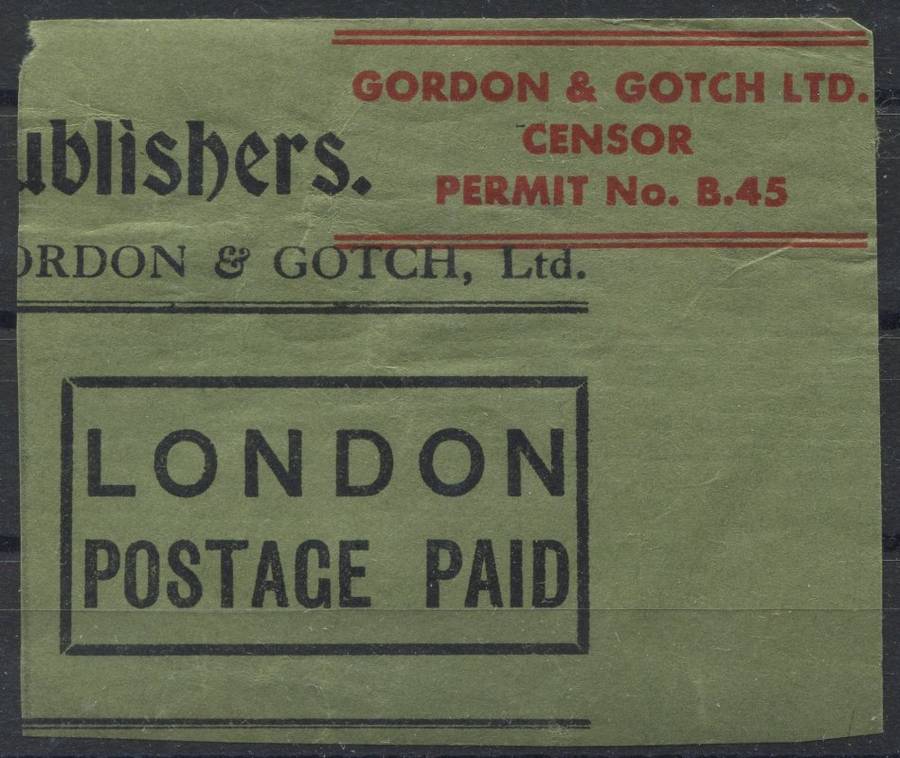 GORDON & GOTCH LTD.
CENSOR
PERMIT No. B.45
ublishers.
ORDON & GOTCH, Ltd.
LONDON
POSTAGE PAID